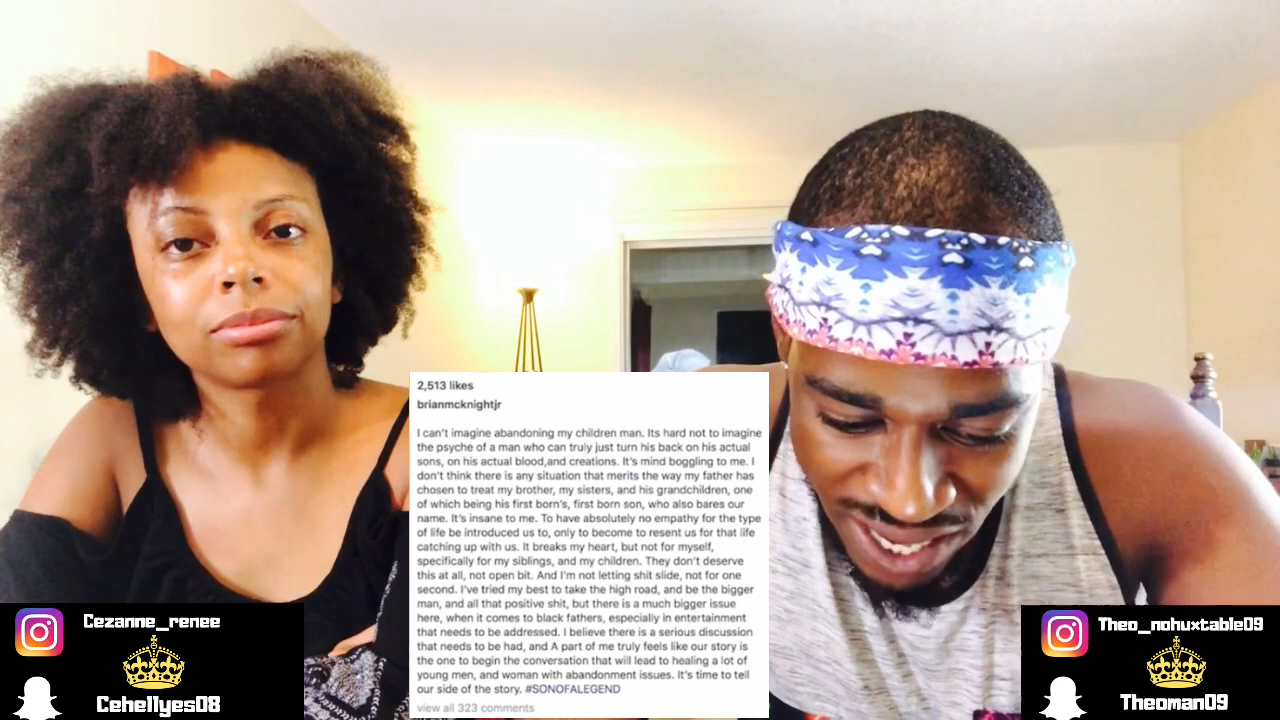 2,513 likes
brianmcknightjr
I can't imagine abandoning my children man. Its hard not to imagine
the psyche of a man who can truly just turn his back on his actual
sons, on his actual blood,and creations. It's mind boggling to me. I
don't think there is any situation that merits the way my father has
chosen to treat my brother, my sisters, and his grandchildren, one
of which being his first born's, first born son, who also bares our
name. It's insane to me. To have absolutely no empathy for the type
of life be introduced us to, only to become to resent us for that life
catching up with us. It breaks my heart, but not for myself,
specifically for my siblings, and my children. They don't deserve
this at all, not open bit. And I'm not letting shit slide, not for one
second. I've tried my best to take the high road, and be the bigger
man, and all that positive shit, but there is a much bigger issue
here, when it comes to black fathers, especially in entertainment
that needs to be addressed. I believe there is a serious discussion
that needs to be had, and A part of me truly feels like our story is
the one to begin the conversation that will lead to healing a lot of
young men, and woman with abandonment issues. It's time to tell
our side of the story. #SONOFALEGEND
view all 323 comments
Cezanne_renee
Cehellyes08
Theo_nohuxtable09
Theoman09